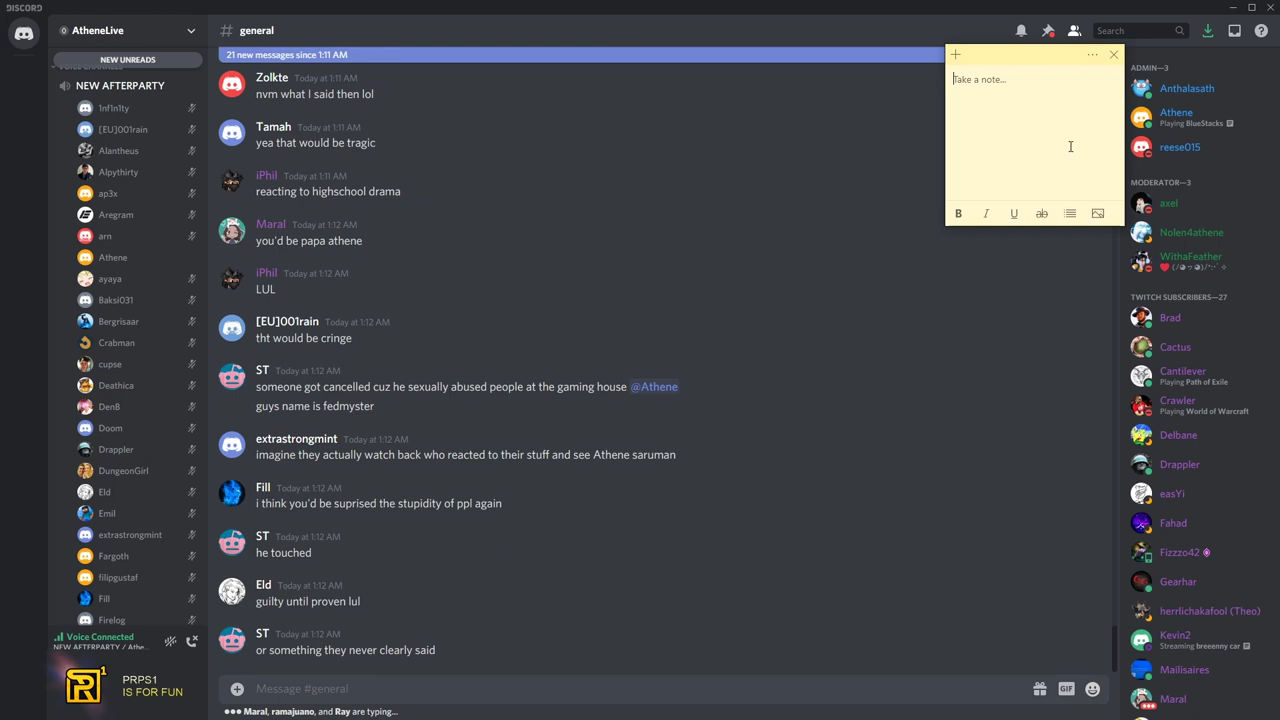 DISCORD
AtheneLive
NEW UNREADS
NEW AFTERPARTY
1nf1n1ty
[EU]001rain
Alantheus
Alpythirty
ap3x
Aregram
arn
Athene
ayaya
Baksi031
Bergrisaar
Crabman
cupse
Deathica
DenB
Doom
Drappler
DungeonGirl
Eld
Emil
extrastrongmint
Fargoth
filipgustaf
Fill
Firelog
Voice Connected
NEW AFTERPARTY / Athe...
PRPS1
IS FOR FUN
# general
Search
21 new messages since 1:11 AM
Zolkte Today at 1:11 AM
nvm what I said then lol
Tamah Today at 1:11 AM
yea that would be tragic
iPhil Today at 1:11 AM
reacting to highschool drama
Maral Today at 1:12 AM
you'd be papa athene
iPhil Today at 1:12 AM
LUL
[EU]001rain Today at 1:12 AM
tht would be cringe
ST Today at 1:12 AM
someone got cancelled cuz he sexually abused people at the gaming house @Athene
guys name is fedmyster
extrastrongmint Today at 1:12 AM
imagine they actually watch back who reacted to their stuff and see Athene saruman
Fill Today at 1:12 AM
i think you'd be suprised the stupidity of ppl again
ST Today at 1:12 AM
he touched
Eld Today at 1:12 AM
guilty until proven lul
ST Today at 1:12 AM
or something they never clearly said
Message #general
GIF
Maral, ramajuano, and Ray are typing...
Take a note...
B I U ab
ADMIN—3
Anthalasath
Athene
Playing BlueStacks
reese015
MODERATOR—3
axel
Nolen4athene
WithaFeather
TWITCH SUBSCRIBERS—27
Brad
Cactus
Cantilever
Playing Path of Exile
Crawler
Playing World of Warcraft
Delbane
Drappler
easYi
Fahad
Fizzzo42
Gearhar
herrlichakafool (Theo)
Kevin2
Streaming breeenny car
Mailisaires
Maral